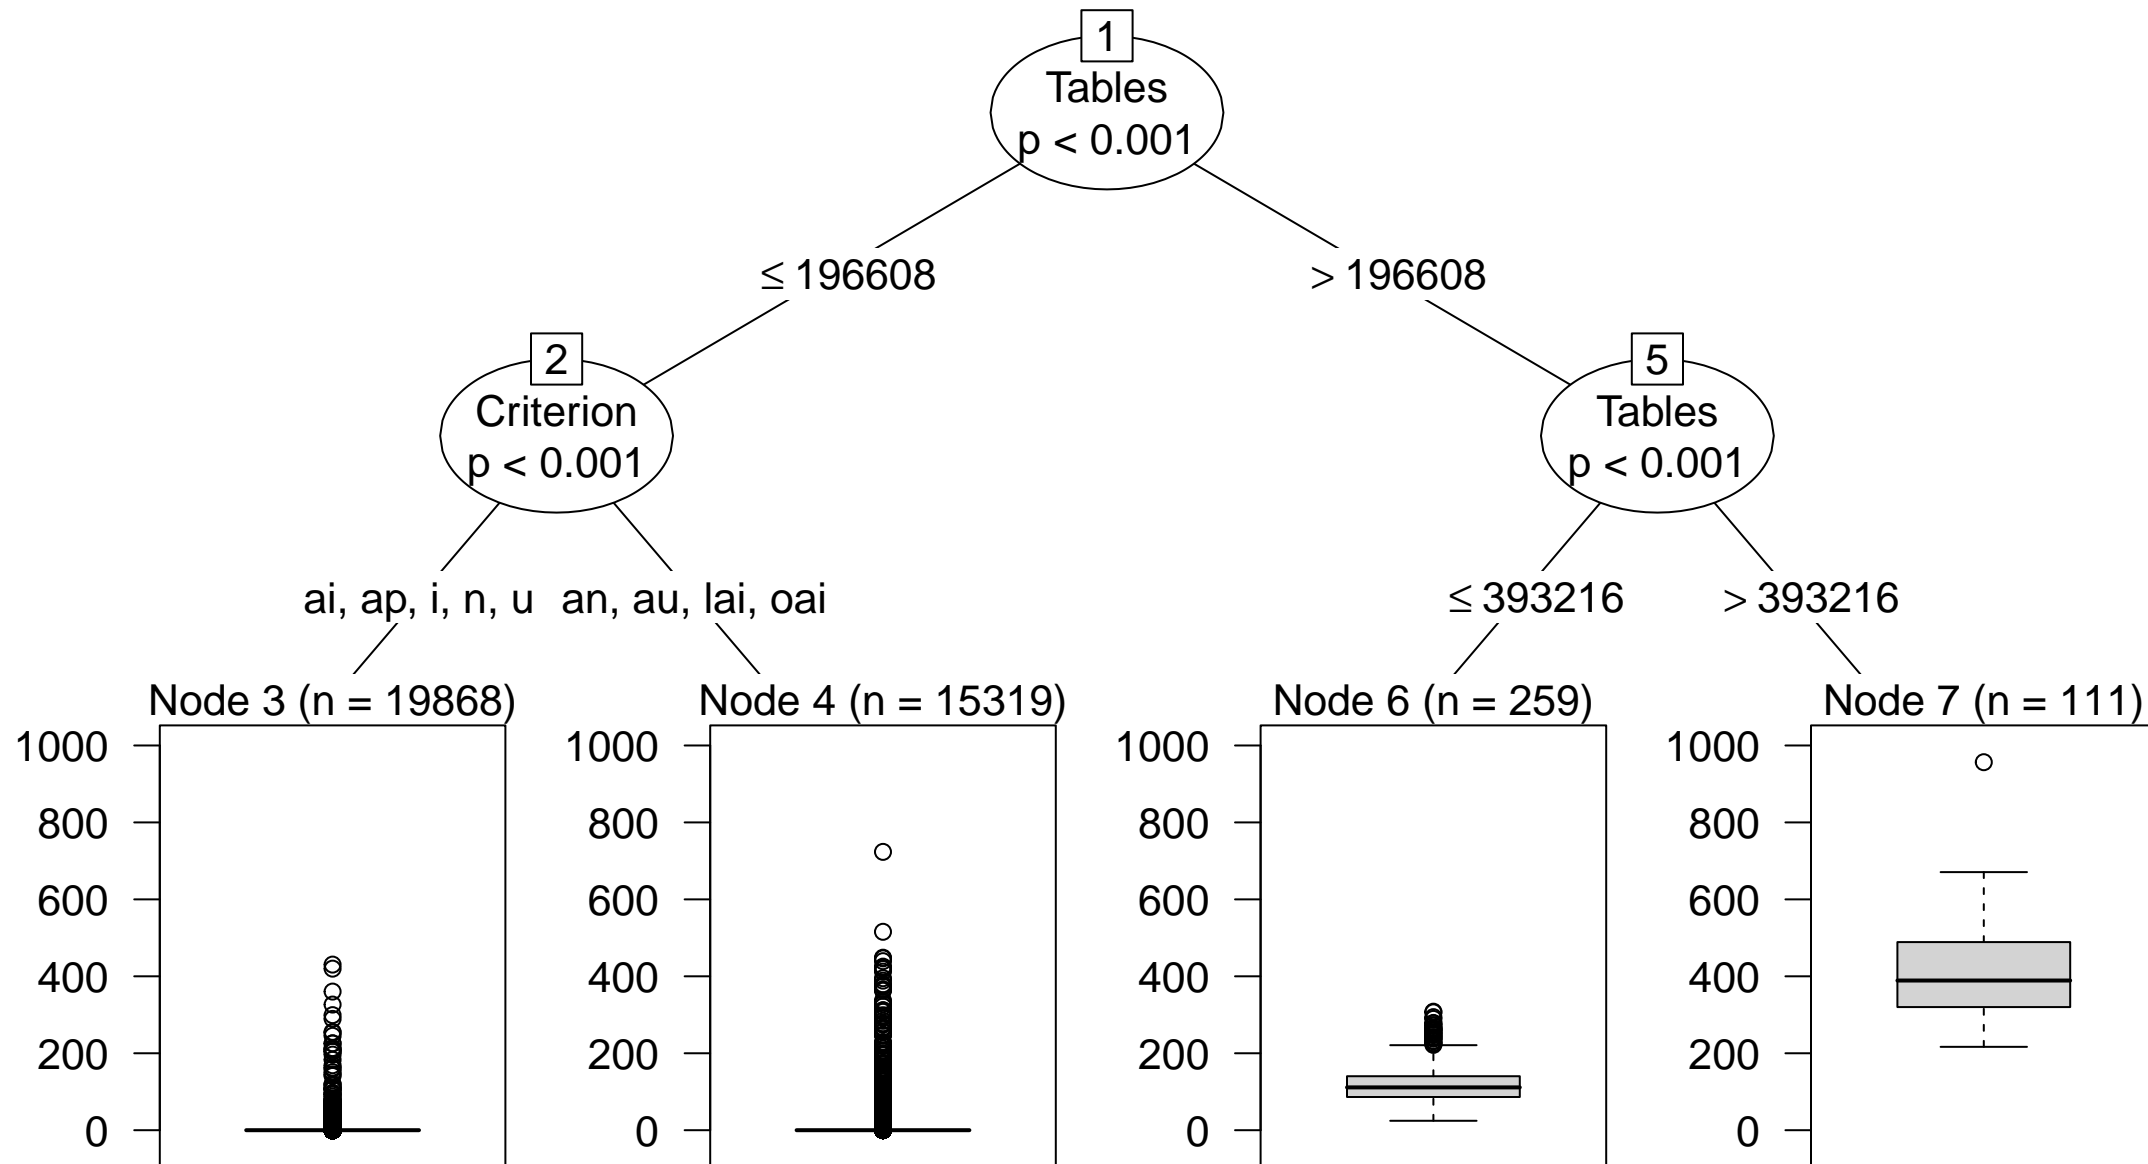 1
Tables
p < 0.001
≤ 196608
> 196608
2
Criterion
p < 0.001
5
Tables
p < 0.001
ai, ap, i, n, u
an, au, lai, oai
≤ 393216
> 393216
Node 3 (n = 19868)
1000
800
600
400
200
0
Node 4 (n = 15319)
1000
800
600
400
200
0
Node 6 (n = 259)
1000
800
600
400
200
0
Node 7 (n = 111)
1000
800
600
400
200
0